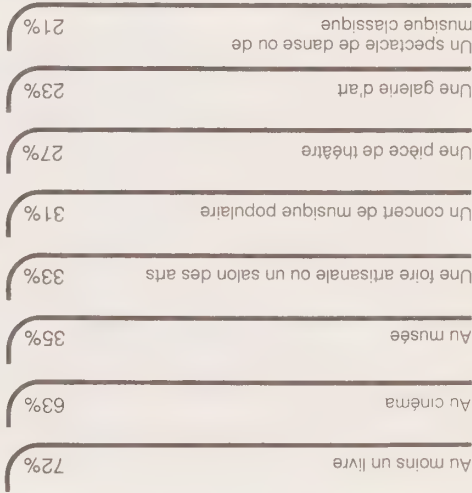 Au moins un livre 72%
Au cinéma 63%
Au musée 35%
Une foire artisanale ou un salon des arts 33%
Un concert de musique populaire 31%
Une pièce de théâtre 27%
Une galerie d'art 23%
Un spectacle de danse ou de
musique classique 21%